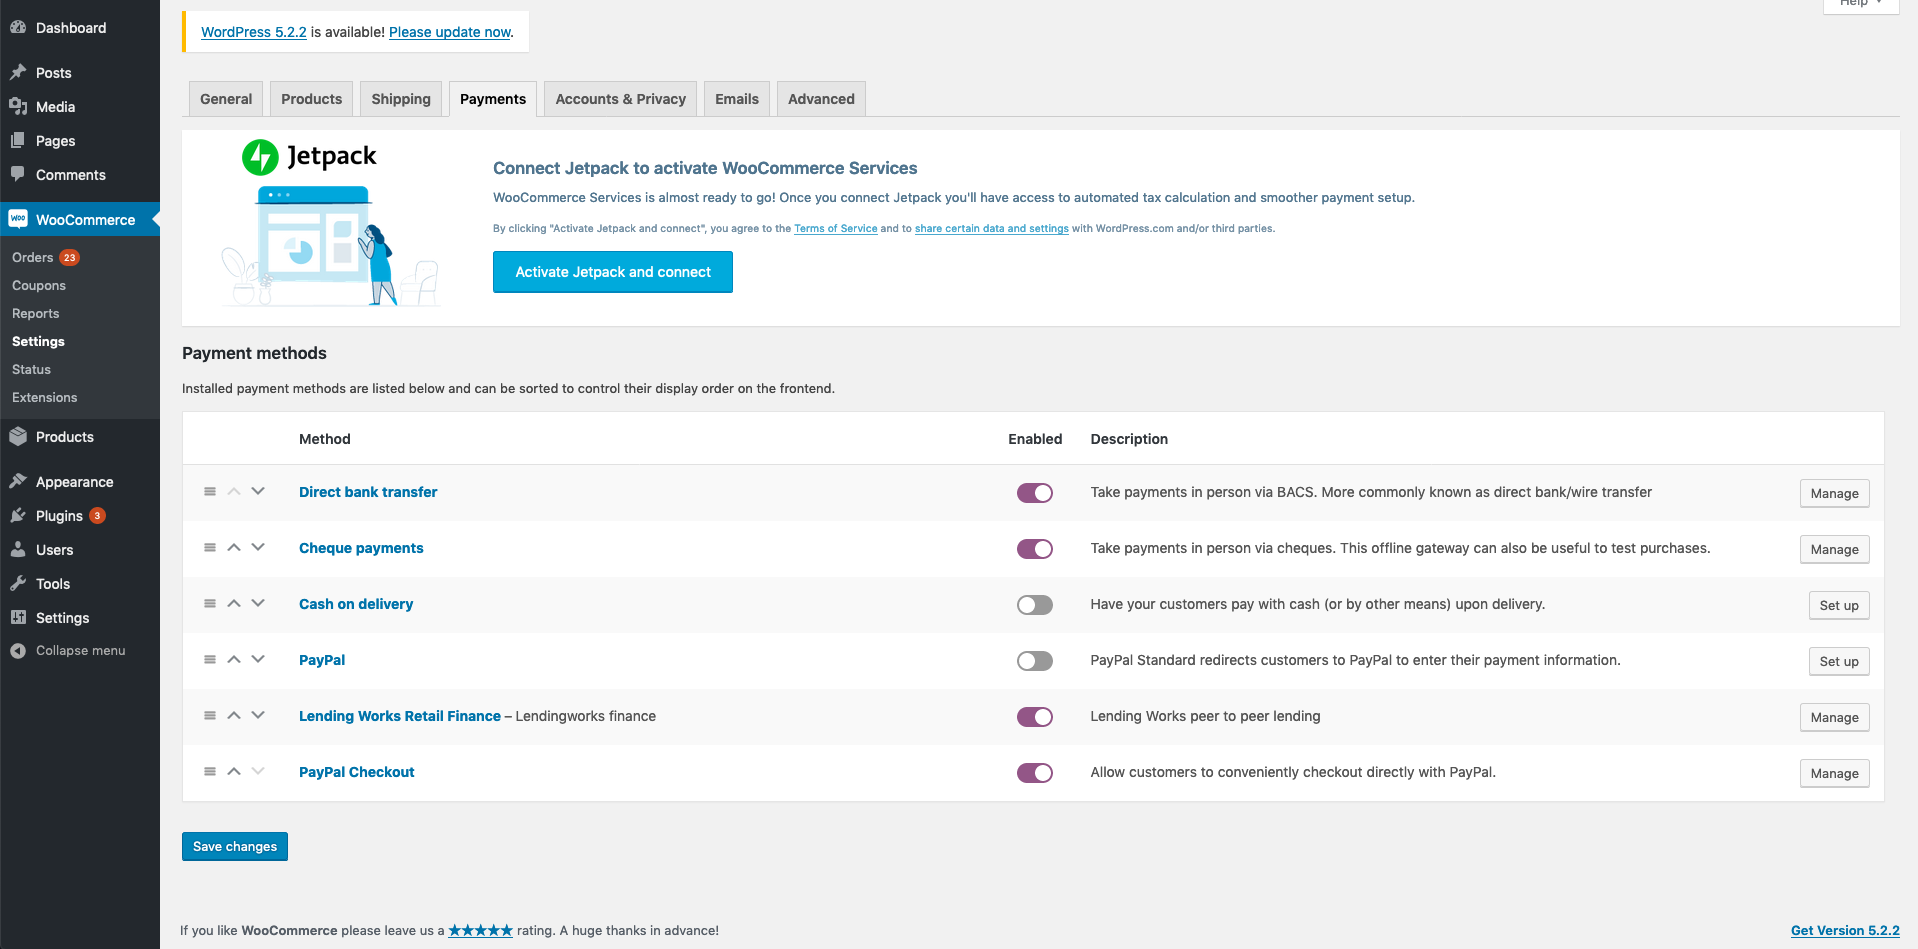 Dashboard
Posts
Media
Pages
Comments
WooCommerce
Orders 23
Coupons
Reports
Settings
Status
Extensions
Products
Appearance
Plugins 3
Users
Tools
Settings
Collapse menu
Help
WordPress 5.2.2 is available! Please update now.
General Products Shipping Payments Accounts & Privacy Emails Advanced
Jetpack
Connect Jetpack to activate WooCommerce Services
WooCommerce Services is almost ready to go! Once you connect Jetpack you'll have access to automated tax calculation and smoother payment setup.
By clicking "Activate Jetpack and connect", you agree to the Terms of Service and to share certain data and settings with WordPress.com and/or third parties.
Activate Jetpack and connect
Payment methods
Installed payment methods are listed below and can be sorted to control their display order on the frontend.
Method Enabled Description
Direct bank transfer Take payments in person via BACS. More commonly known as direct bank/wire transfer Manage
Cheque payments Take payments in person via cheques. This offline gateway can also be useful to test purchases. Manage
Cash on delivery Have your customers pay with cash (or by other means) upon delivery. Set up
PayPal PayPal Standard redirects customers to PayPal to enter their payment information. Set up
Lending Works Retail Finance – Lendingworks finance Lending Works peer to peer lending Manage
PayPal Checkout Allow customers to conveniently checkout directly with PayPal. Manage
Save changes
If you like WooCommerce please leave us a ★★★★★ rating. A huge thanks in advance!
Get Version 5.2.2